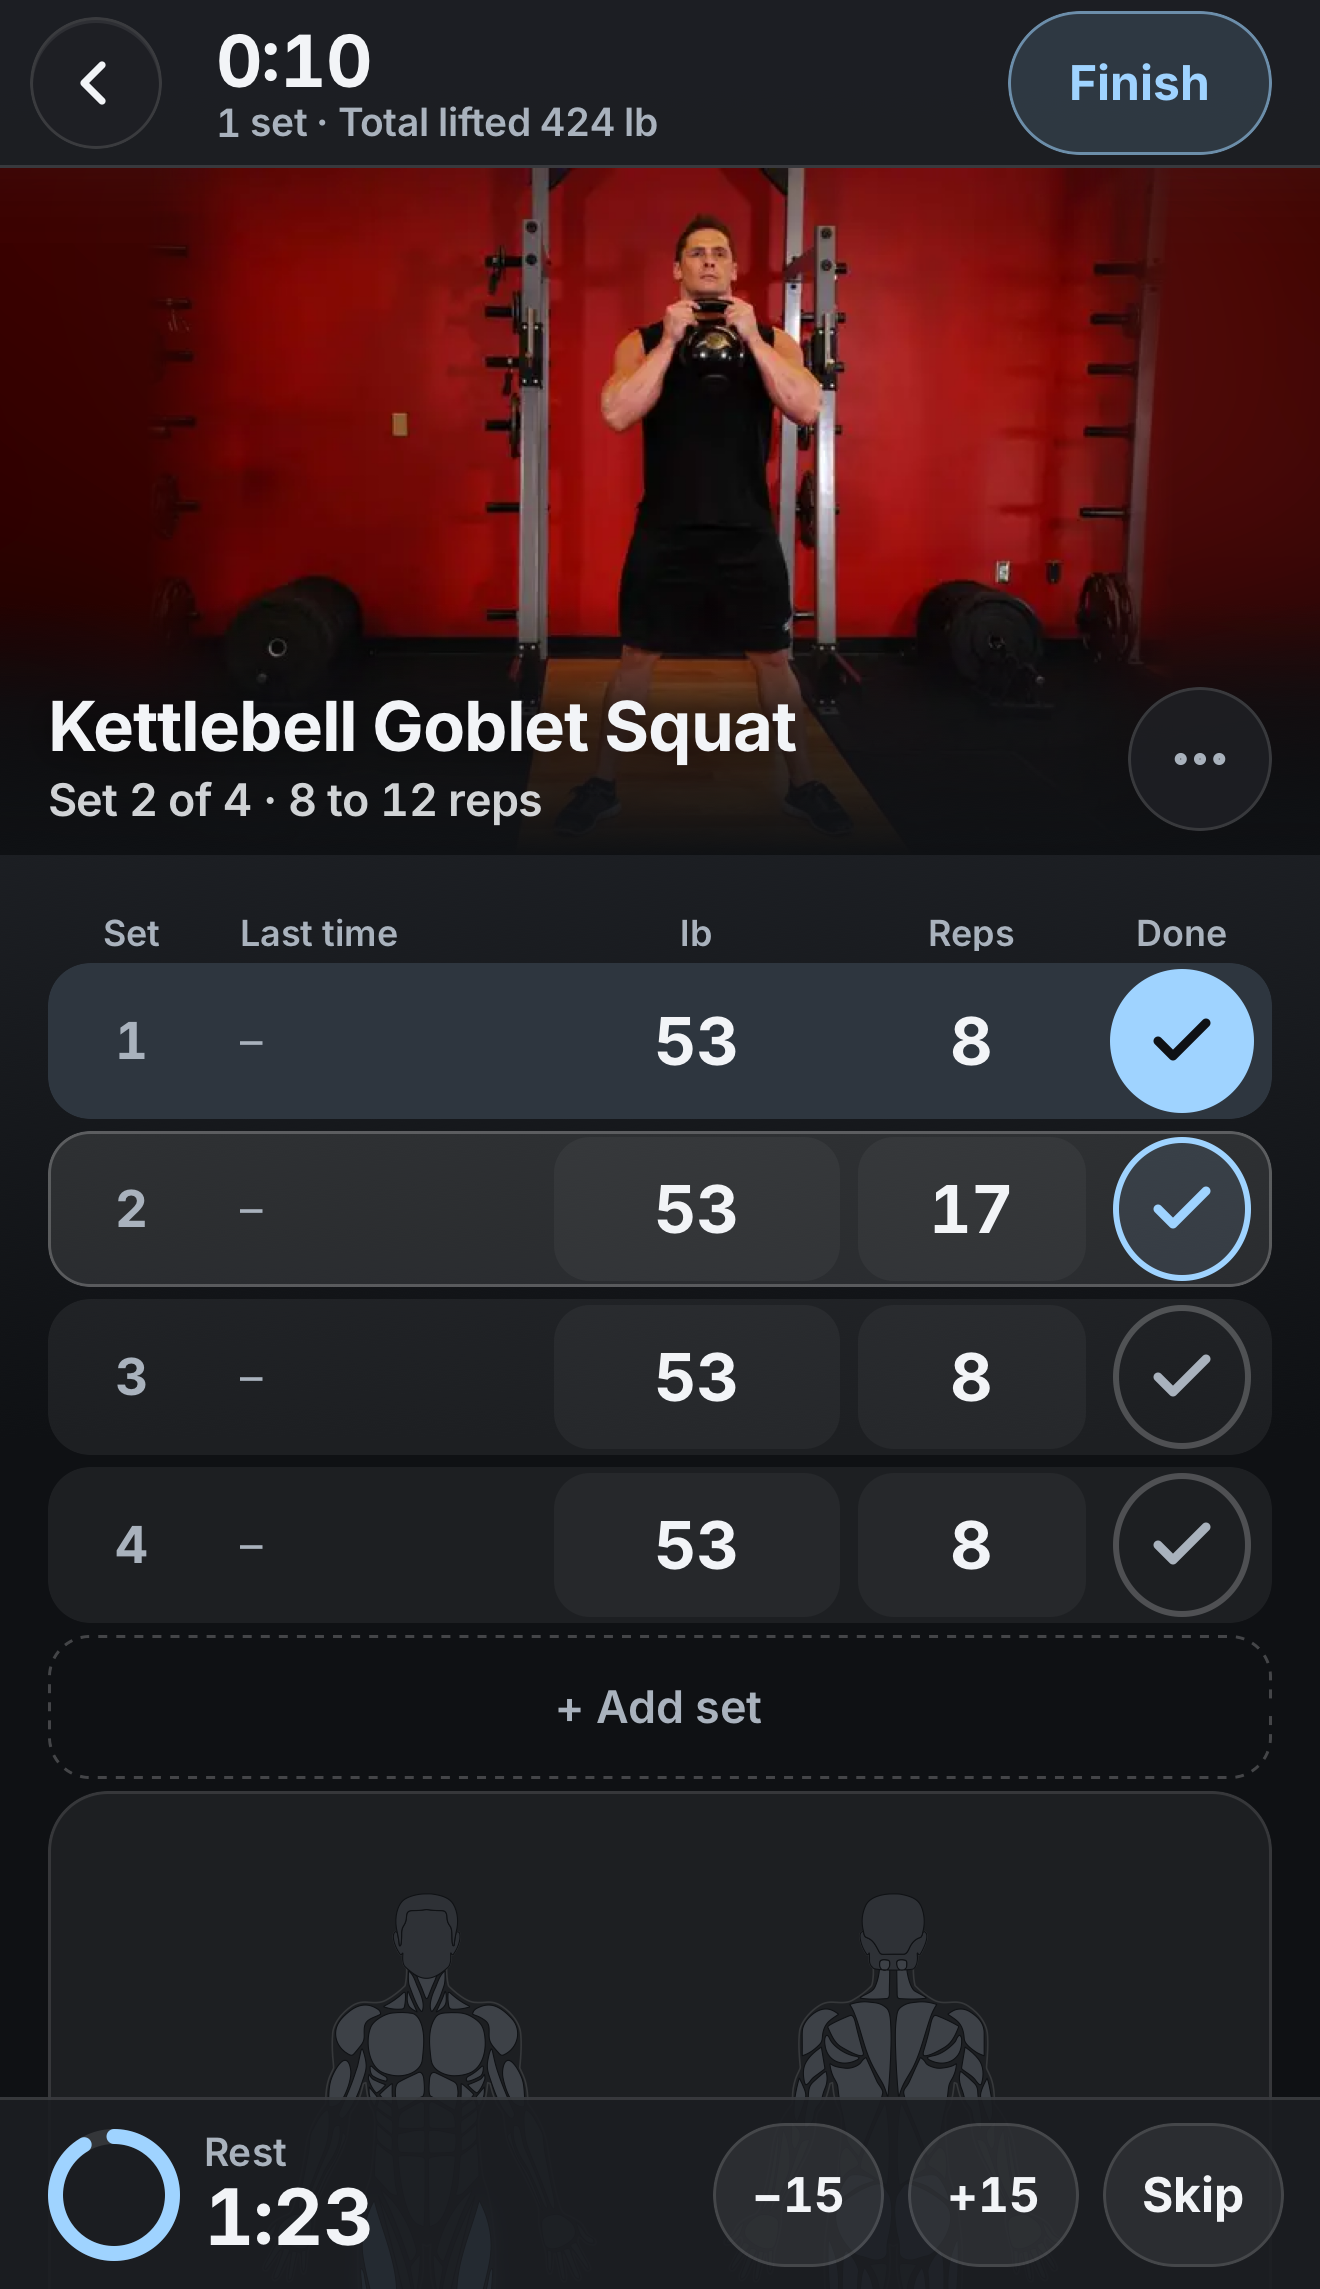 0:10
1 set · Total lifted 424 lb
Finish
Kettlebell Goblet Squat
Set 2 of 4 · 8 to 12 reps
Set Last time lb Reps Done
1 – 53 8
2 – 53 17
3 – 53 8
4 – 53 8
+ Add set
Rest
1:23
−15 +15 Skip